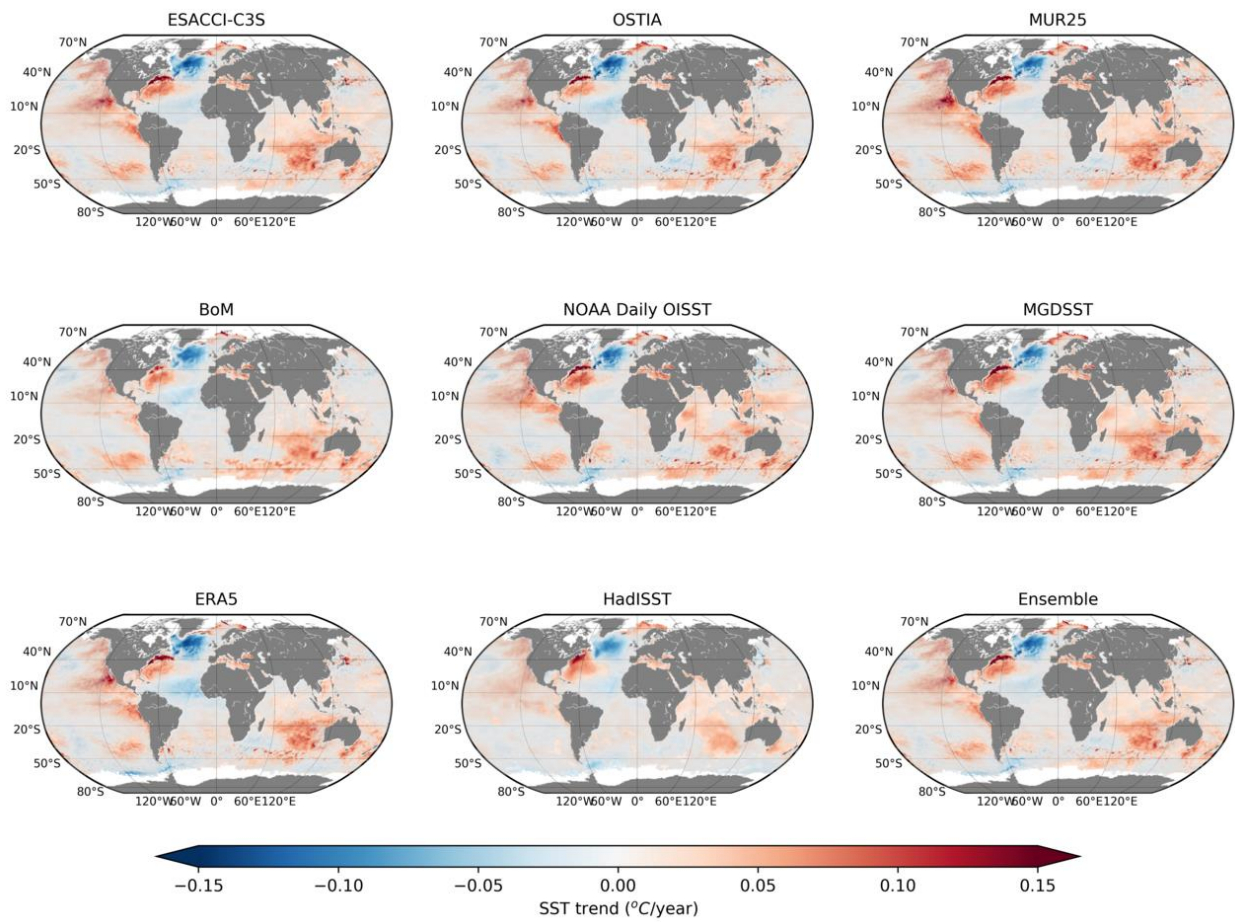 ESACCI-C3S OSTIA MUR25
70°N 70°N 70°N
40°N 40°N 40°N
10°N 10°N 10°N
20°S 20°S 20°S
50°S 50°S 50°S
80°S 80°S 80°S
120°W 60°W 0° 60°E 120°E 120°W 60°W 0° 60°E 120°E 120°W 60°W 0° 60°E 120°E
BoM NOAA Daily OISST MGDSST
70°N 70°N 70°N
40°N 40°N 40°N
10°N 10°N 10°N
20°S 20°S 20°S
50°S 50°S 50°S
80°S 80°S 80°S
120°W 60°W 0° 60°E 120°E 120°W 60°W 0° 60°E 120°E 120°W 60°W 0° 60°E 120°E
ERA5 HadISST Ensemble
70°N 70°N 70°N
40°N 40°N 40°N
10°N 10°N 10°N
20°S 20°S 20°S
50°S 50°S 50°S
80°S 80°S 80°S
120°W 60°W 0° 60°E 120°E 120°W 60°W 0° 60°E 120°E 120°W 60°W 0° 60°E 120°E
−0.15 −0.10 −0.05 0.00 0.05 0.10 0.15
SST trend (°C/year)